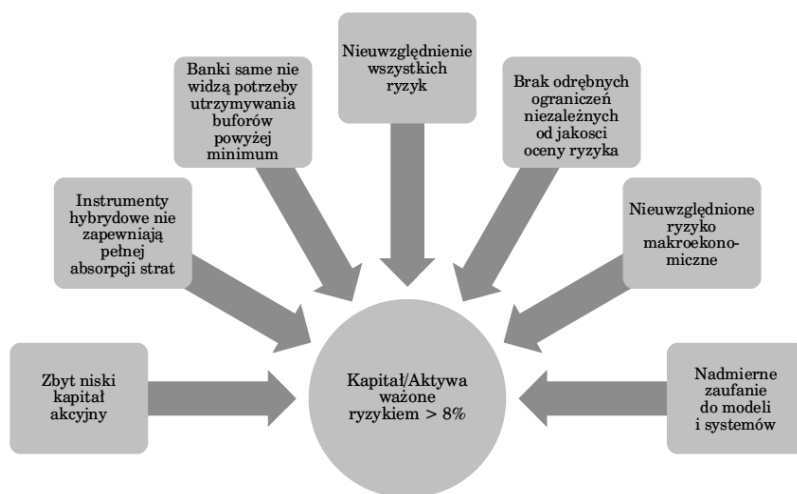 Zbyt niski
kapitał
akcyjny
Instrumenty
hybrydowe nie
zapewniają
pełnej
absorpcji strat
Banki same nie
widzą potrzeby
utrzymywania
buforów
powyżej
minimum
Nieuwzględnienie
wszystkich
ryzyk
Brak odrębnych
ograniczeń
niezależnych
od jakosci
oceny ryzyka
Nieuwzględnione
ryzyko
makroekono-
miczne
Nadmierne
zaufanie
do modeli
i systemów
Kapitał/Aktywa
ważone
ryzykiem > 8%